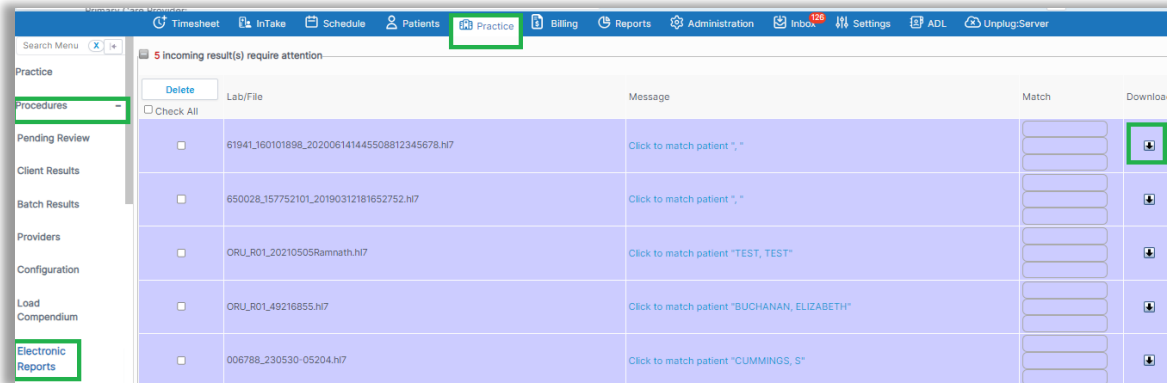 Primary Care Provider:
Timesheet InTake Schedule Patients Practice Billing Reports Administration Inbox 126 Settings ADL Unplug:Server
Search Menu X
5 incoming result(s) require attention
Practice
Delete
Check All
Lab/File Message Match Download
Procedures
Pending Review
61941_160101898_202006141445508812345678.hl7 Click to match patient ", "
Client Results
Batch Results
650028_157752101_20190312181652752.hl7 Click to match patient ", "
Providers
ORU_R01_20210505Ramnath.hl7 Click to match patient "TEST, TEST"
Configuration
Load
Compendium
ORU_R01_49216855.hl7 Click to match patient "BUCHANAN, ELIZABETH"
Electronic
Reports
006788_230530-05204.hl7 Click to match patient "CUMMINGS, S"